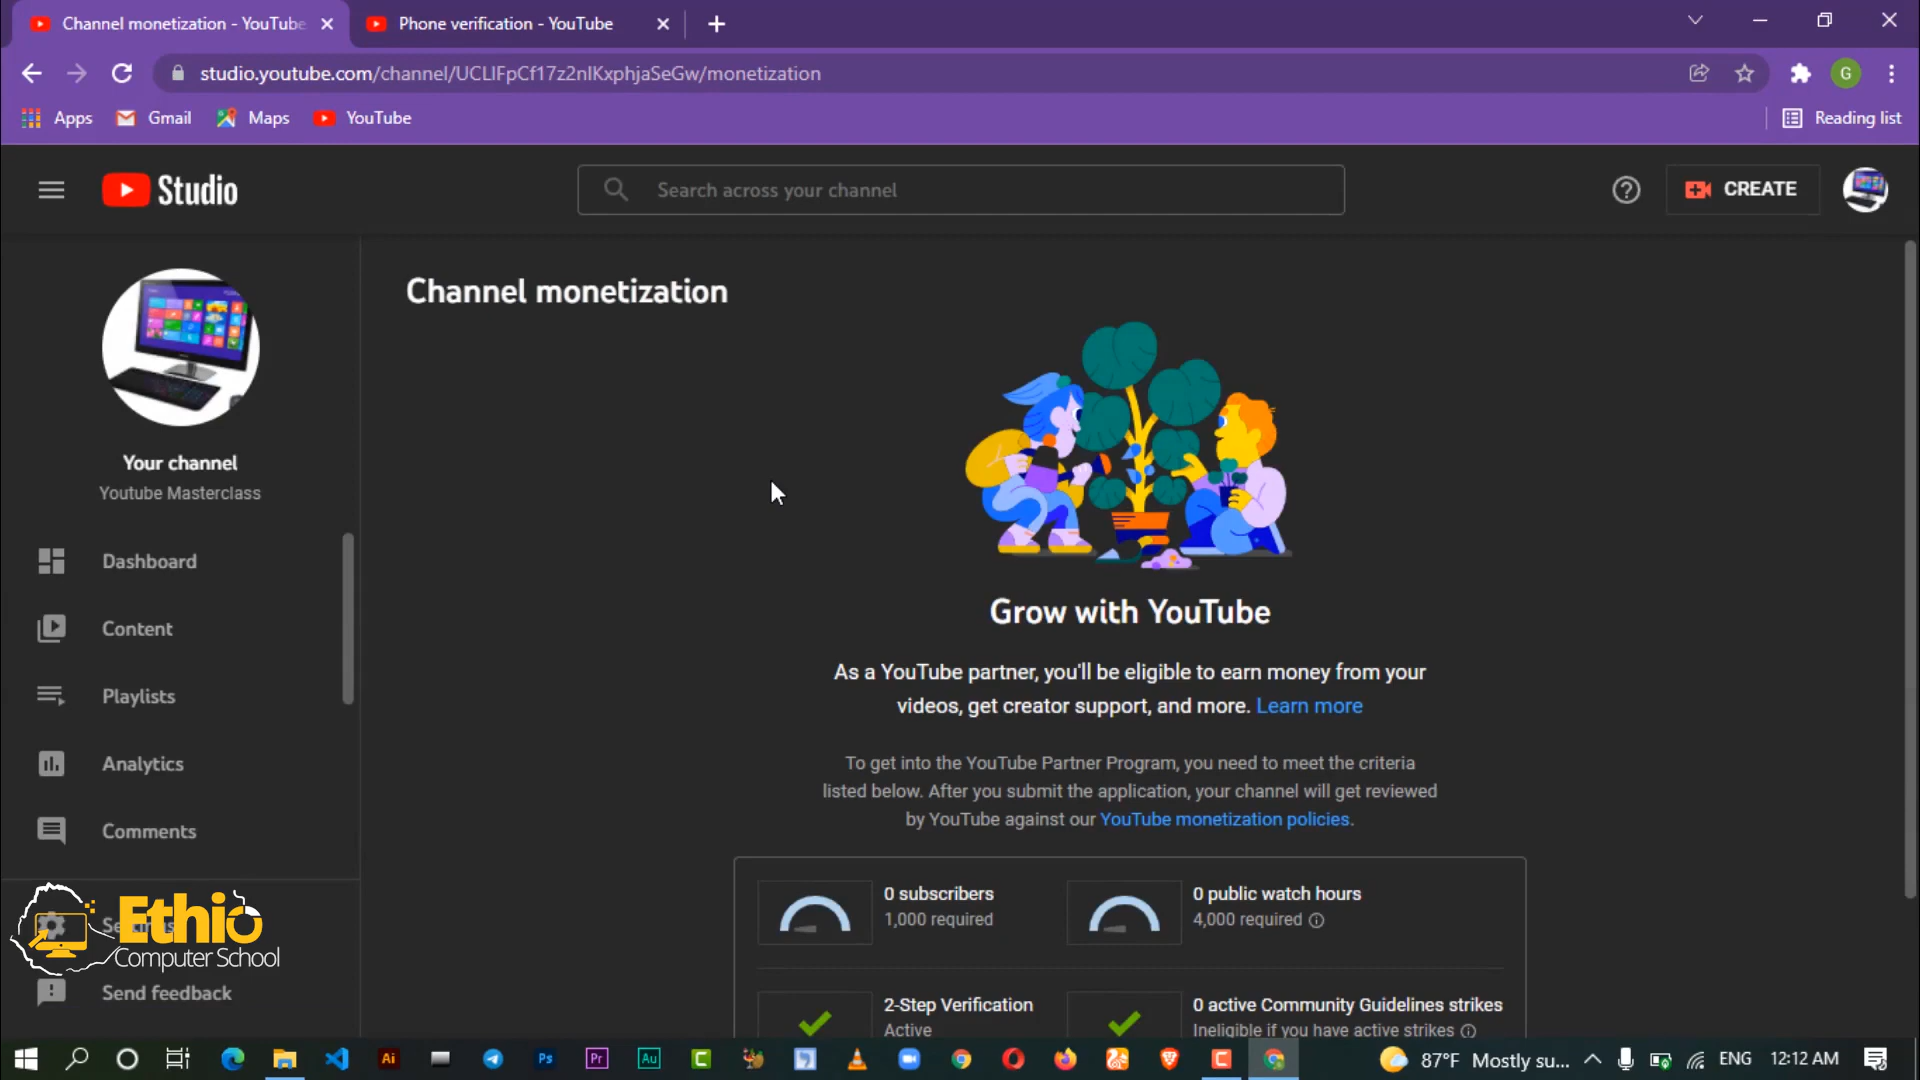 Channel monetization - YouTube
Phone verification - YouTube
studio.youtube.com/channel/UCLlFpCf17z2nlKxphjaSeGw/monetization
G
Apps
Gmail
Maps
YouTube
Reading list
Studio
Search across your channel
CREATE
Channel monetization
Your channel
Youtube Masterclass
Dashboard
Content
Playlists
Analytics
Comments
Ethio
Computer School
Send feedback
Grow with YouTube
As a YouTube partner, you'll be eligible to earn money from your
videos, get creator support, and more. Learn more
To get into the YouTube Partner Program, you need to meet the criteria
listed below. After you submit the application, your channel will get reviewed
by YouTube against our YouTube monetization policies.
0 subscribers
1,000 required
0 public watch hours
4,000 required
2-Step Verification
Active
0 active Community Guidelines strikes
Ineligible if you have active strikes
Ai
Ps
Pr
Au
C
C
87°F Mostly su...
ENG
12:12 AM